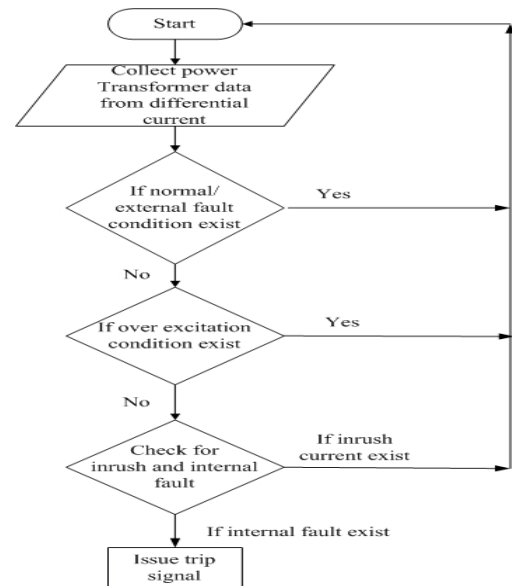 Start
Collect power
Transformer data
from differential
current
If normal/
external fault
condition exist
Yes
No
If over excitation
condition exist
Yes
No
Check for
inrush and internal
fault
If inrush
current exist
If internal fault exist
Issue trip
signal